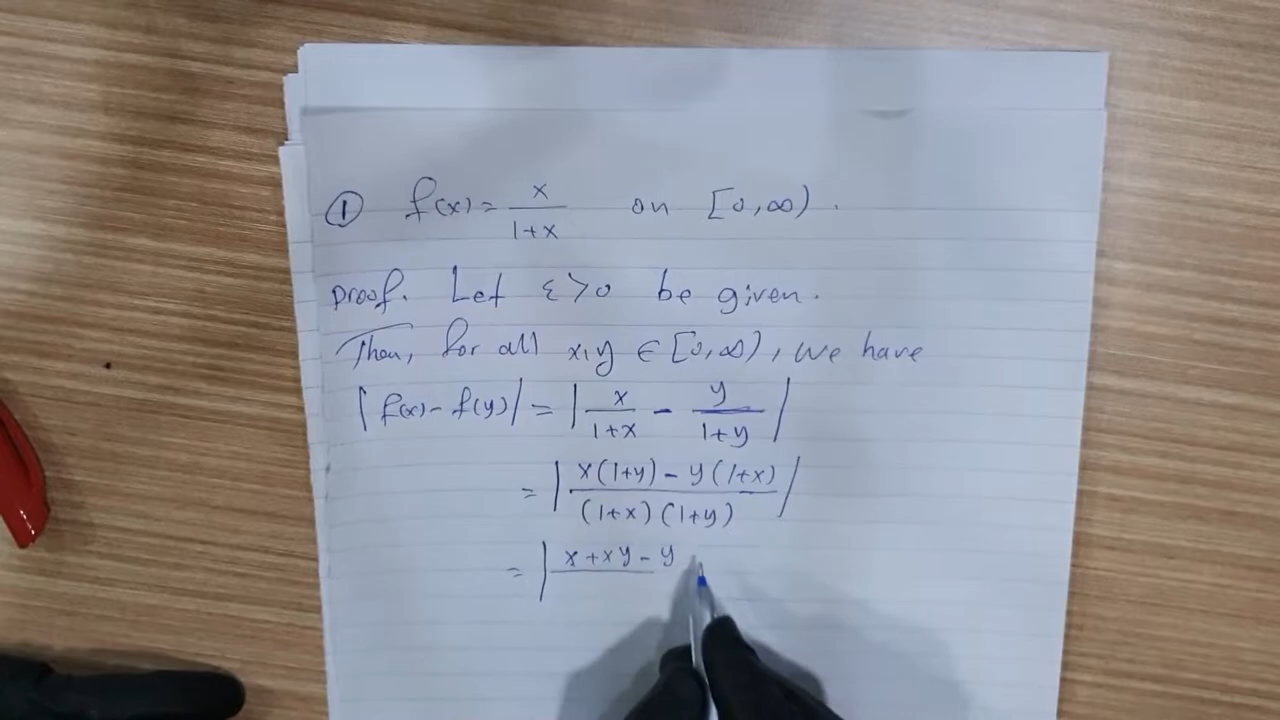 ① f(x) = x/(1+x) on [0,∞).
proof. Let ε>0 be given.
Then, for all x,y ∈ [0,∞), we have
|f(x) - f(y)| = | x/(1+x) - y/(1+y) |
= | (x(1+y) - y(1+x)) / ((1+x)(1+y)) |
= | x + xy - y